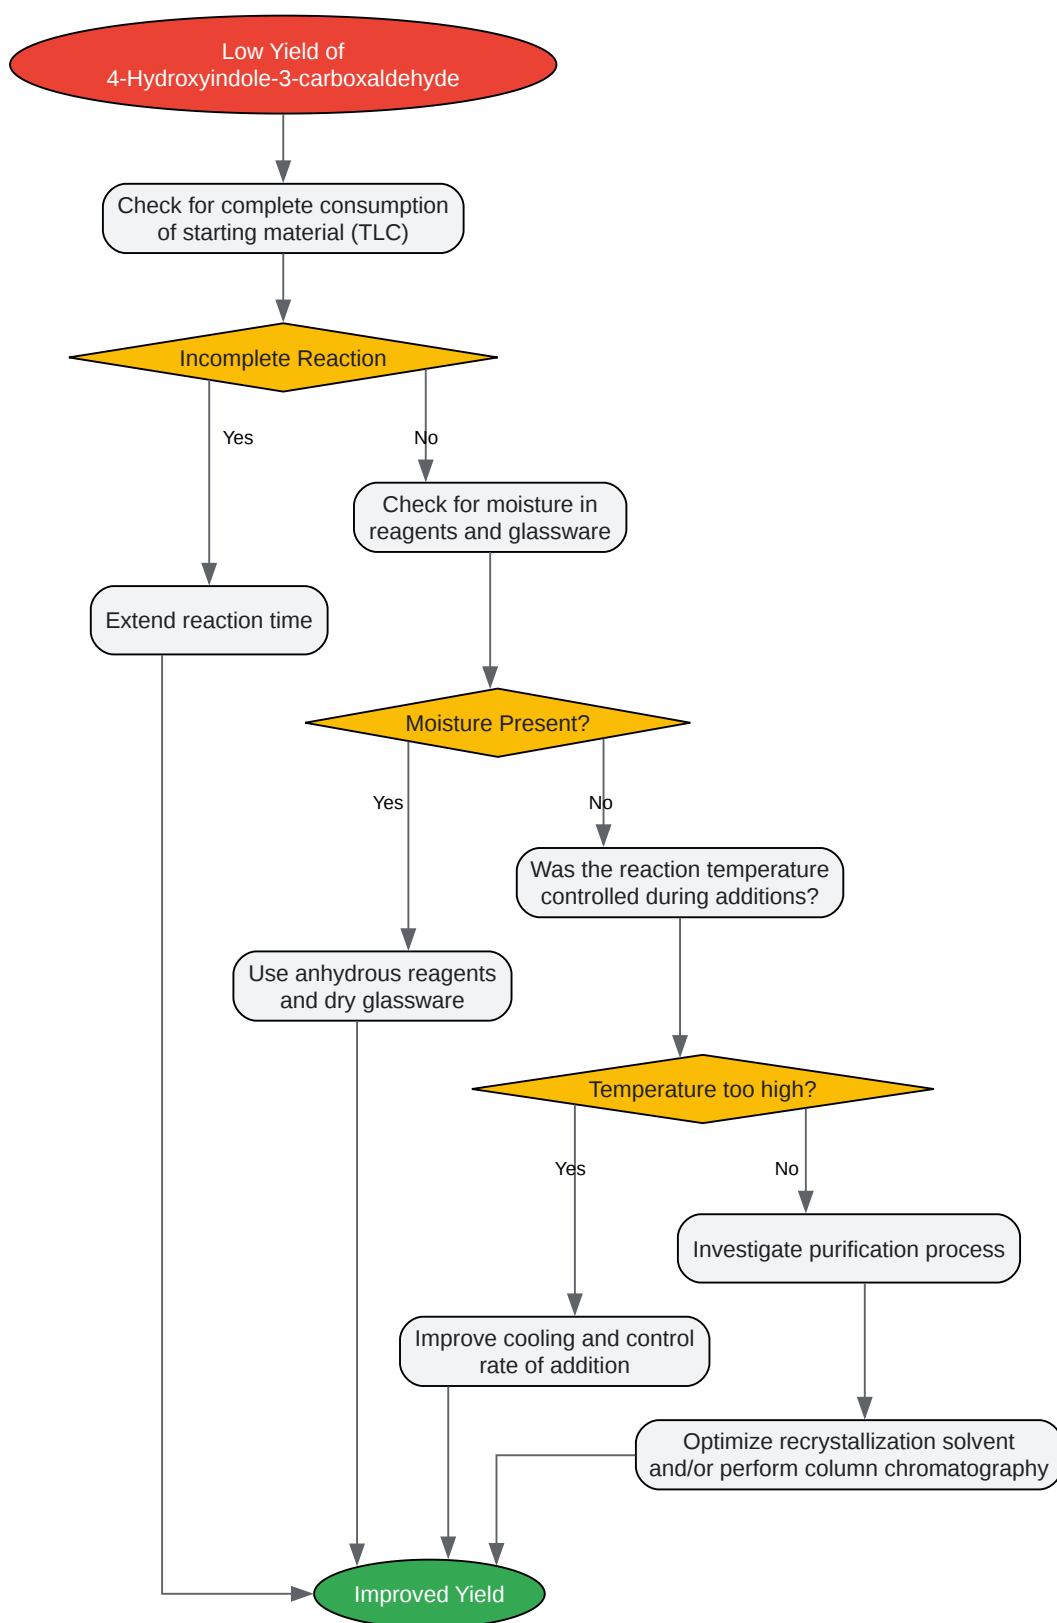 Low Yield of
4-Hydroxyindole-3-carboxaldehyde
Check for complete consumption
of starting material (TLC)
Incomplete Reaction
Yes
No
Check for moisture in
reagents and glassware
Extend reaction time
Moisture Present?
Yes
No
Was the reaction temperature
controlled during additions?
Use anhydrous reagents
and dry glassware
Temperature too high?
Yes
No
Investigate purification process
Improve cooling and control
rate of addition
Optimize recrystallization solvent
and/or perform column chromatography
Improved Yield